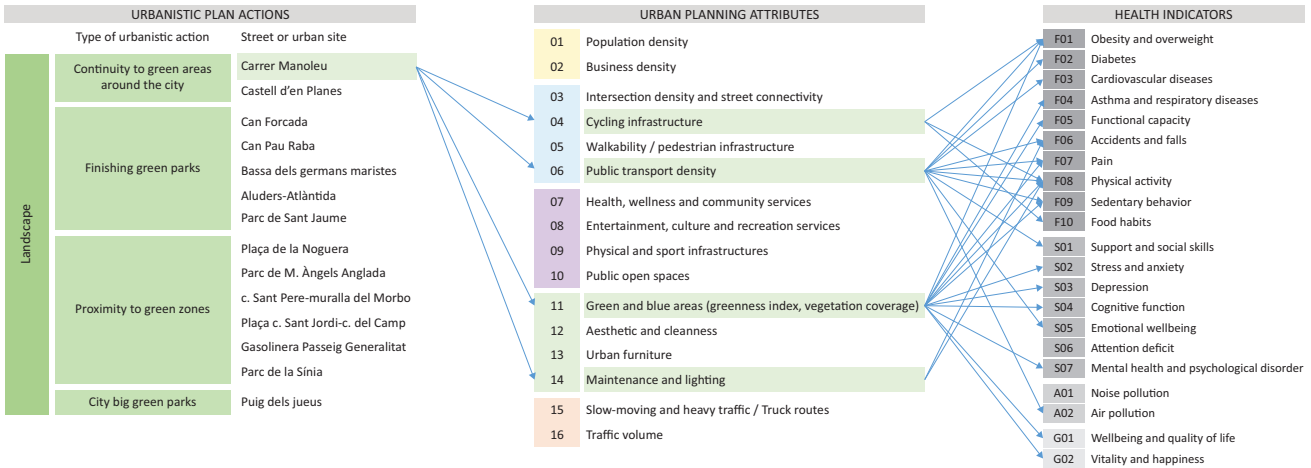 URBANISTIC PLAN ACTIONS
Type of urbanistic action
Street or urban site
Landscape
Continuity to green areas
around the city
Carrer Manoleu
Castell d'en Planes
Finishing green parks
Can Forcada
Can Pau Raba
Bassa dels germans maristes
Aluders-Atlàntida
Parc de Sant Jaume
Proximity to green zones
Plaça de la Noguera
Parc de M. Àngels Anglada
c. Sant Pere-muralla del Morbo
Plaça c. Sant Jordi-c. del Camp
Gasolinera Passeig Generalitat
Parc de la Sínia
City big green parks
Puig dels jueus
URBAN PLANNING ATTRIBUTES
01 Population density
02 Business density
03 Intersection density and street connectivity
04 Cycling infrastructure
05 Walkability / pedestrian infrastructure
06 Public transport density
07 Health, wellness and community services
08 Entertainment, culture and recreation services
09 Physical and sport infrastructures
10 Public open spaces
11 Green and blue areas (greenness index, vegetation coverage)
12 Aesthetic and cleanness
13 Urban furniture
14 Maintenance and lighting
15 Slow-moving and heavy traffic / Truck routes
16 Traffic volume
HEALTH INDICATORS
F01 Obesity and overweight
F02 Diabetes
F03 Cardiovascular diseases
F04 Asthma and respiratory diseases
F05 Functional capacity
F06 Accidents and falls
F07 Pain
F08 Physical activity
F09 Sedentary behavior
F10 Food habits
S01 Support and social skills
S02 Stress and anxiety
S03 Depression
S04 Cognitive function
S05 Emotional wellbeing
S06 Attention deficit
S07 Mental health and psychological disorder
A01 Noise pollution
A02 Air pollution
G01 Wellbeing and quality of life
G02 Vitality and happiness